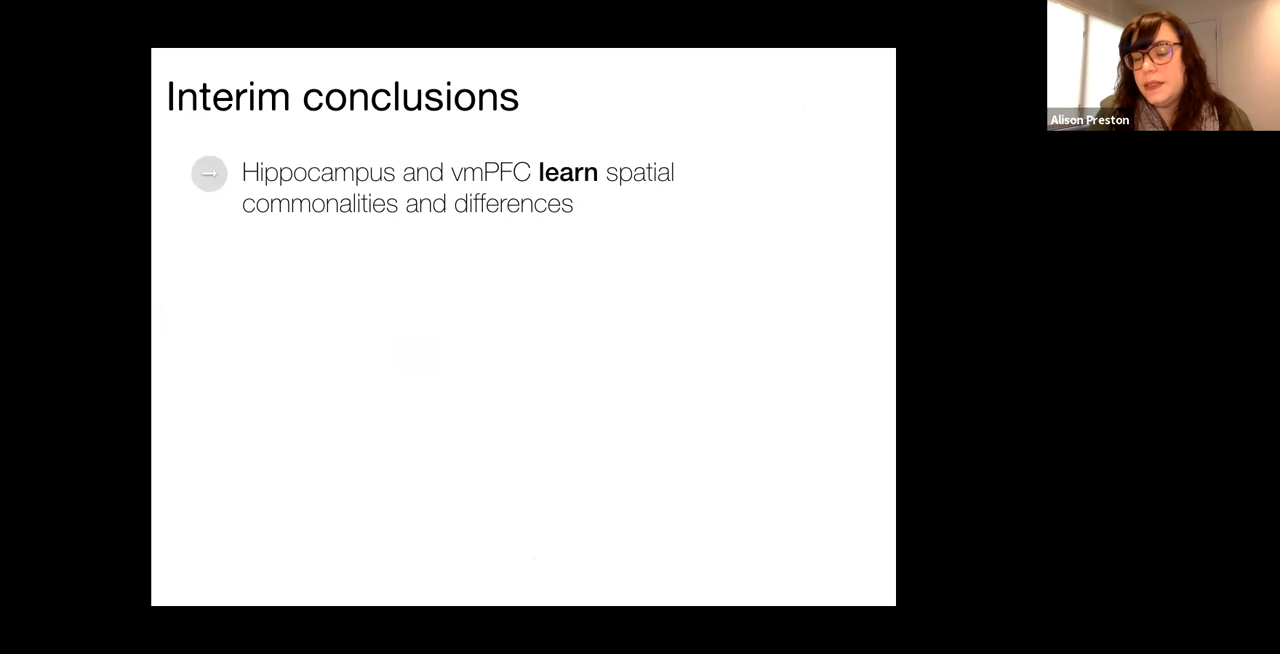 Interim conclusions
→ Hippocampus and vmPFC learn spatial
commonalities and differences
Alison Preston